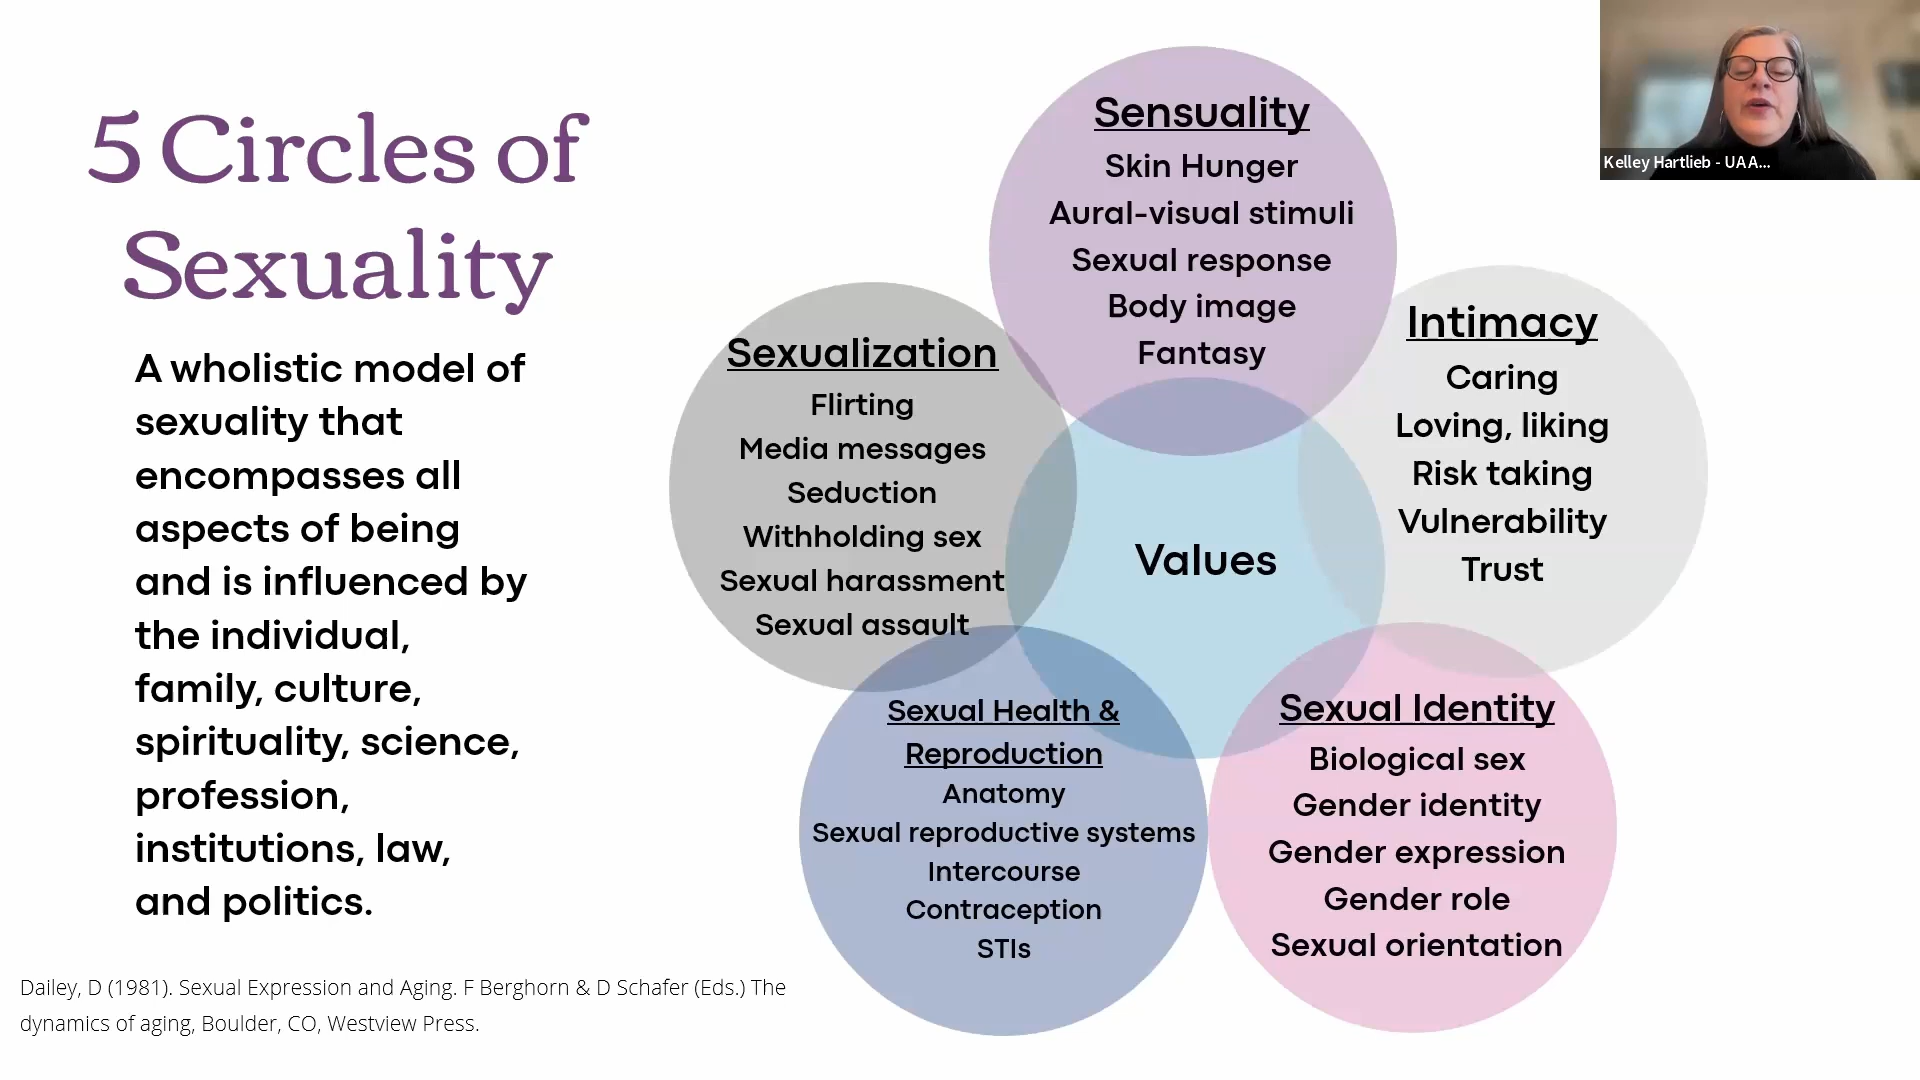 5 Circles of
Sexuality
A wholistic model of
sexuality that
encompasses all
aspects of being
and is influenced by
the individual,
family, culture,
spirituality, science,
profession,
institutions, law,
and politics.
Dailey, D (1981). Sexual Expression and Aging. F Berghorn & D Schafer (Eds.) The
dynamics of aging, Boulder, CO, Westview Press.
Sensuality
Skin Hunger
Aural-visual stimuli
Sexual response
Body image
Fantasy
Sexualization
Flirting
Media messages
Seduction
Withholding sex
Sexual harassment
Sexual assault
Values
Intimacy
Caring
Loving, liking
Risk taking
Vulnerability
Trust
Sexual Health &
Reproduction
Anatomy
Sexual reproductive systems
Intercourse
Contraception
STIs
Sexual Identity
Biological sex
Gender identity
Gender expression
Gender role
Sexual orientation
Kelley Hartlieb - UAA...